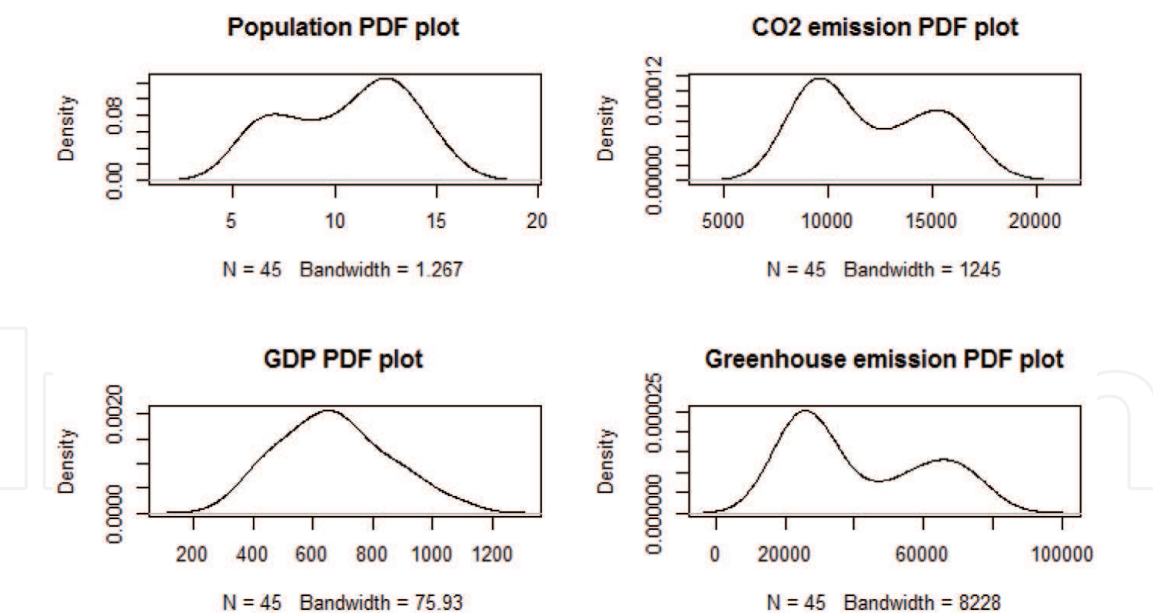 Population PDF plot
Density
0.00 0.08
5 10 15 20
N = 45 Bandwidth = 1.267
CO2 emission PDF plot
Density
0.00000 0.00012
5000 10000 15000 20000
N = 45 Bandwidth = 1245
GDP PDF plot
Density
0.0000 0.0020
200 400 600 800 1000 1200
N = 45 Bandwidth = 75.93
Greenhouse emission PDF plot
Density
0.0000000 0.000025
0 20000 60000 100000
N = 45 Bandwidth = 8228